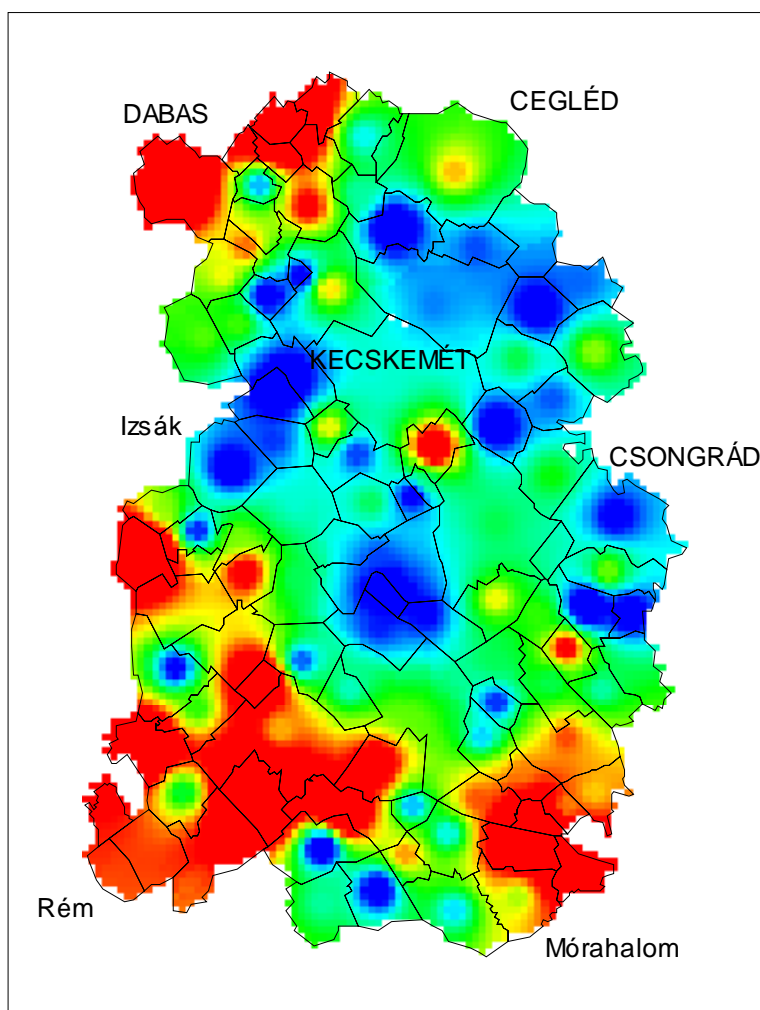 DABAS
CEGLÉD
KECSKEMÉT
Izsák
CSONGRÁD
Rém
Mórahalom